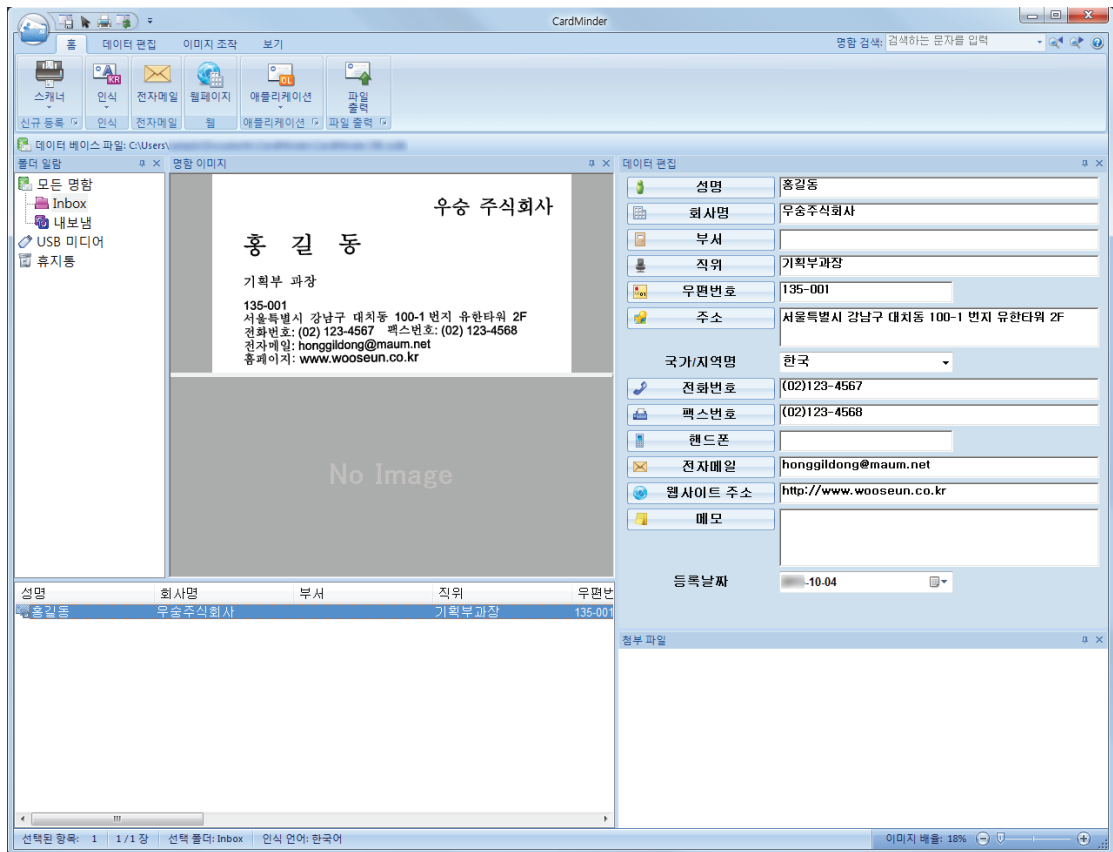 CardMinder
홈 데이터 편집 이미지 조작 보기
명함 검색: 검색하는 문자를 입력
스캐너 인식 전자메일 웹페이지 애플리케이션 파일 출력
신규 등록 인식 전자메일 웹 애플리케이션 파일 출력
데이터 베이스 파일: C:\Users\
폴더 일람
모든 명함
Inbox
내보냄
USB 미디어
휴지통
명함 이미지
우승 주식회사
홍 길 동
기획부 과장
135-001
서울특별시 강남구 대치동 100-1 번지 유한타워 2F
전화번호: (02) 123-4567 팩스번호: (02) 123-4568
전자메일: honggildong@maum.net
홈페이지: www.wooseun.co.kr
No Image
데이터 편집
성명 홍길동
회사명 우숭주식회사
부서
직위 기획부과장
우편번호 135-001
주소 서울특별시 강남구 대치동 100-1 번지 유한타워 2F
국가/지역명 한국
전화번호 (02)123-4567
팩스번호 (02)123-4568
핸드폰
전자메일 honggildong@maum.net
웹사이트 주소 http://www.wooseun.co.kr
메모
등록날짜 -10-04
성명 회사명 부서 직위 우편번
홍길동 우숭주식회사 기획부과장 135-001
첨부 파일
선택된 항목: 1 1/1 장 선택 폴더: Inbox 인식 언어: 한국어
이미지 배율: 18%